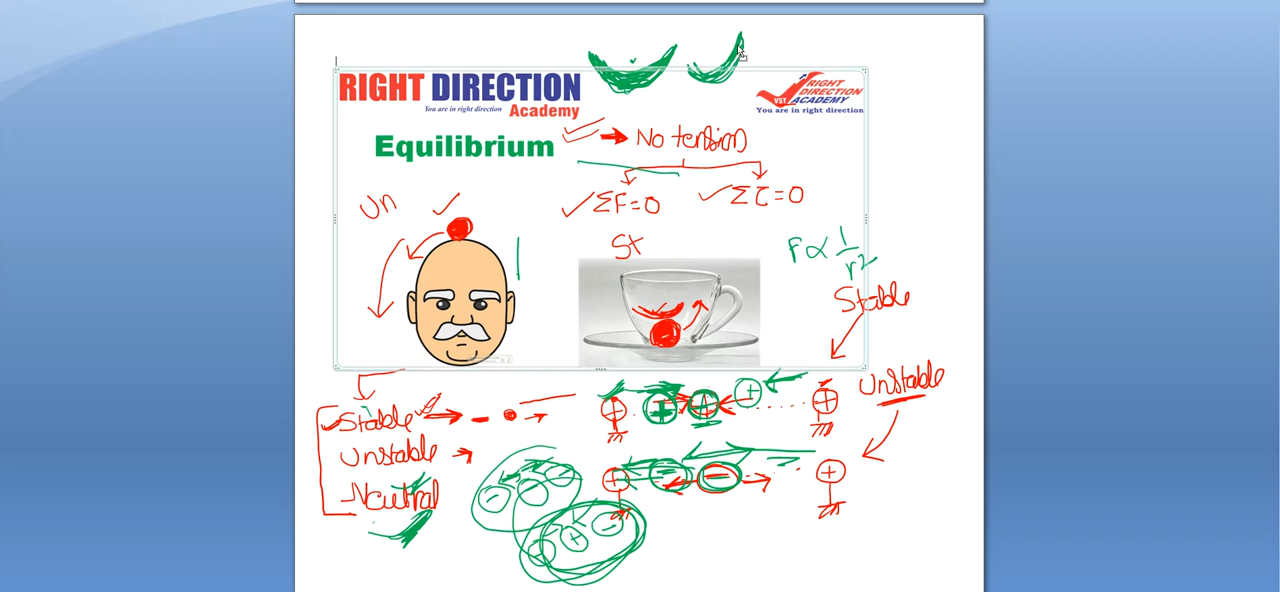 RIGHT DIRECTION
You are in right direction
Academy
RIGHT
DIRECTION
VST ACADEMY
You are in right direction
Equilibrium
→ No tension
ΣF=0
Στ=0
Un
St
F ∝ 1/r²
Stable
Unstable
Stable
Unstable
Neutral
+ + + + +
+ − − +
− − −
+ + −